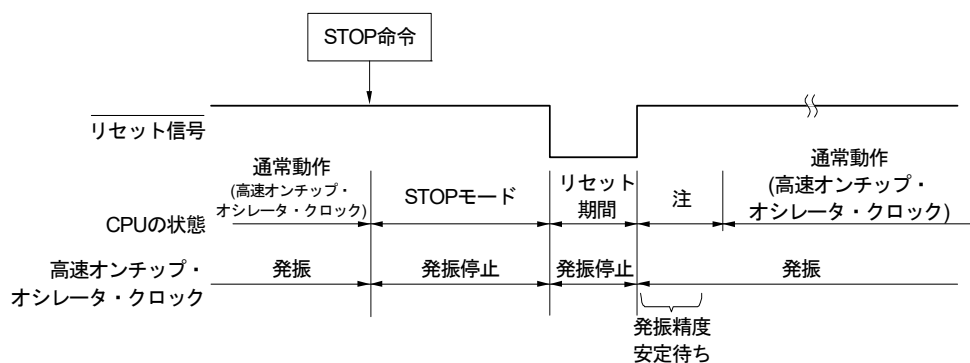 STOP命令
リセット信号
通常動作
(高速オンチップ・
オシレータ・クロック)
STOPモード
リセット
期間
注
通常動作
(高速オンチップ・
オシレータ・クロック)
CPUの状態
高速オンチップ・
オシレータ・クロック
発振
発振停止
発振停止
発振
発振精度
安定待ち